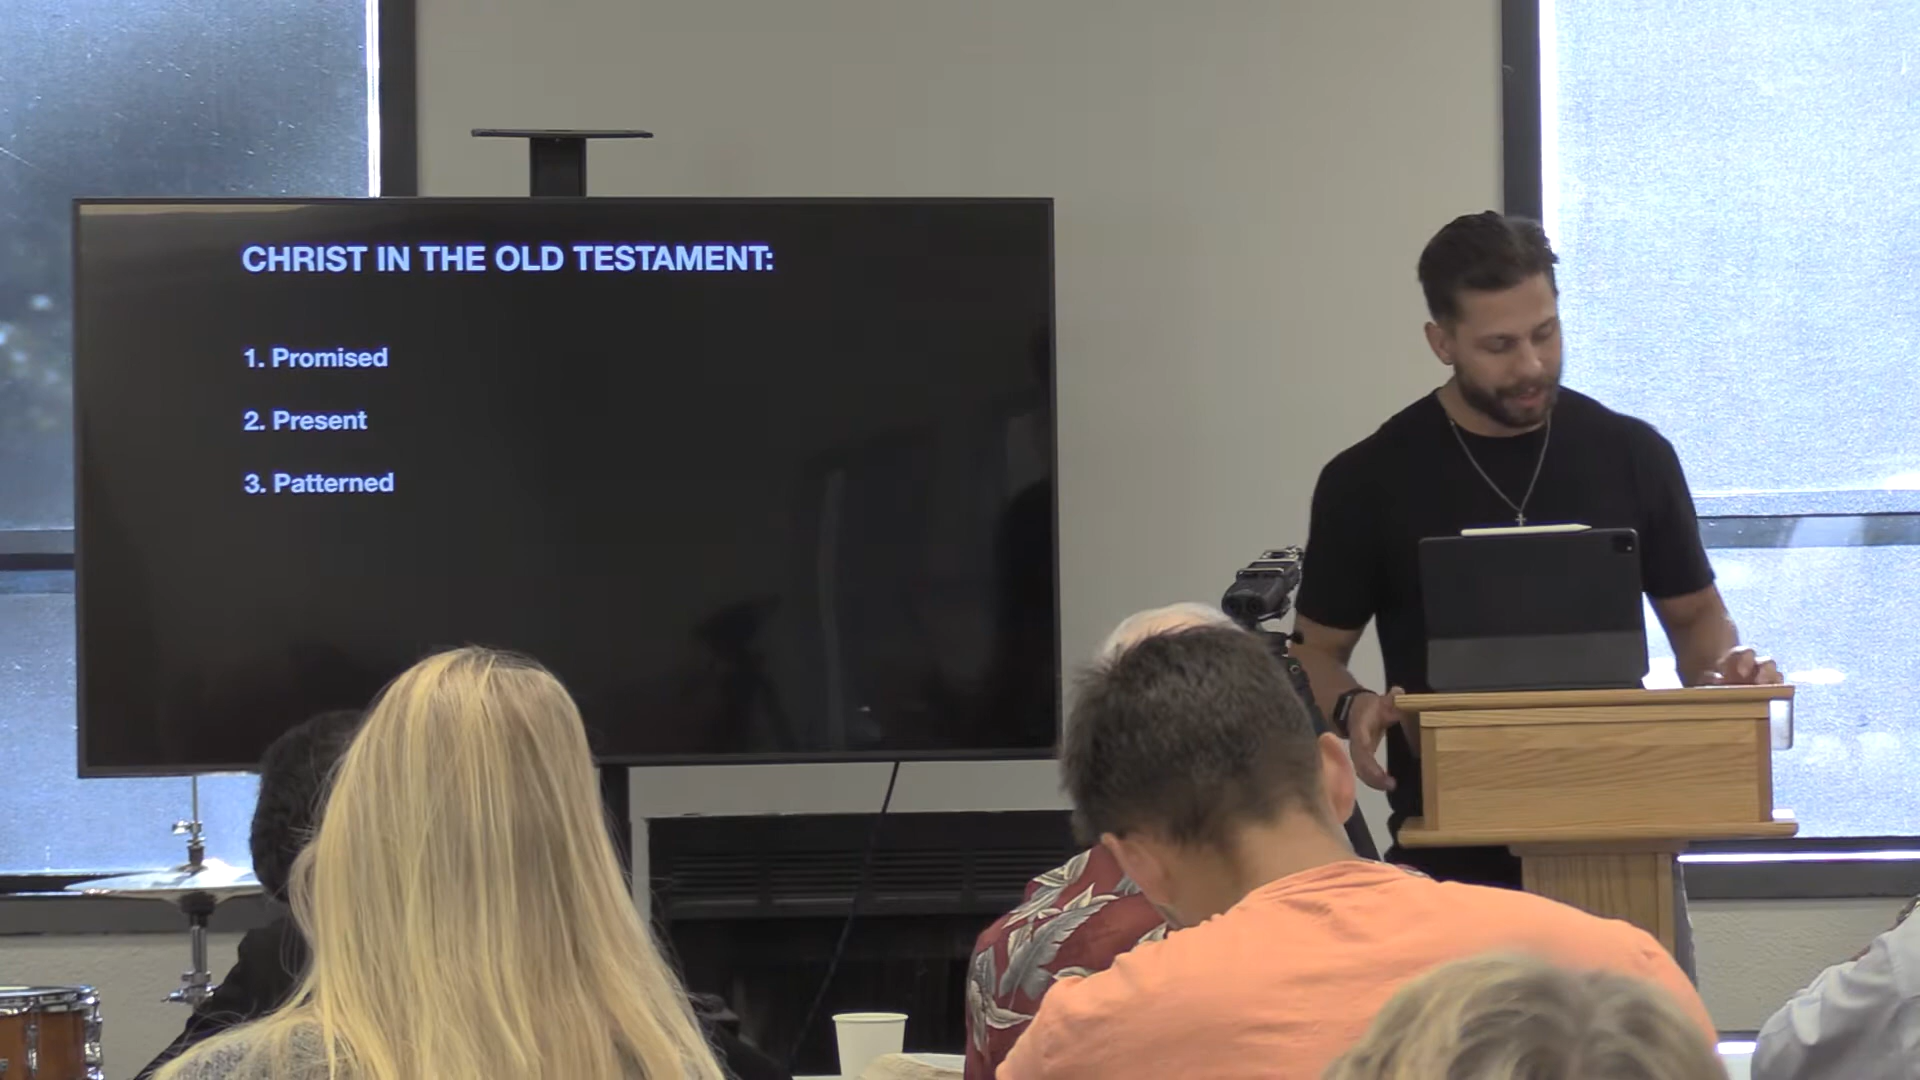 CHRIST IN THE OLD TESTAMENT:
1. Promised
2. Present
3. Patterned